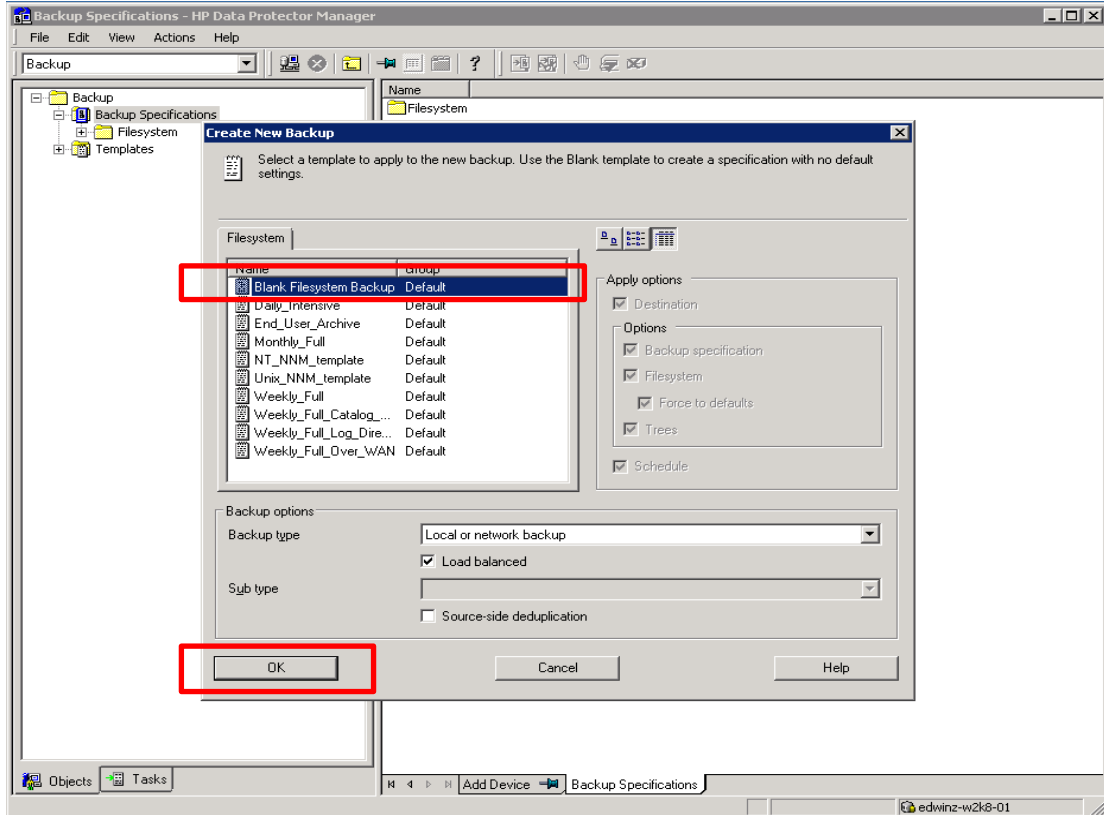 Backup Specifications - HP Data Protector Manager
File Edit View Actions Help
Backup
Backup
Backup Specifications
Filesystem
Templates
Name
Filesystem
Create New Backup
Select a template to apply to the new backup. Use the Blank template to create a specification with no default
settings.
Filesystem
Name Group
Blank Filesystem Backup Default
Daily_Intensive Default
End_User_Archive Default
Monthly_Full Default
NT_NNM_template Default
Unix_NNM_template Default
Weekly_Full Default
Weekly_Full_Catalog_... Default
Weekly_Full_Log_Dire... Default
Weekly_Full_Over_WAN Default
Apply options
Destination
Options
Backup specification
Filesystem
Force to defaults
Trees
Schedule
Backup options
Backup type Local or network backup
Load balanced
Sub type
Source-side deduplication
OK Cancel Help
Objects Tasks
Add Device Backup Specifications
edwinz-w2k8-01